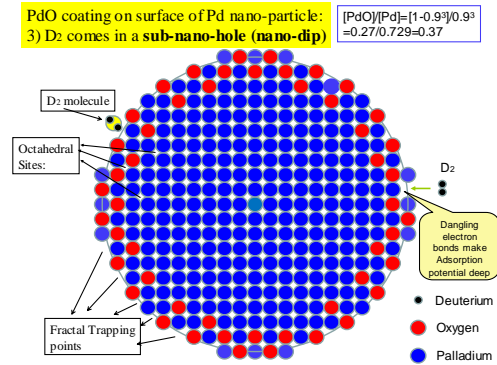 PdO coating on surface of Pd nano-particle:
3) D2 comes in a sub-nano-hole (nano-dip)
[PdO]/[Pd]=[1-0.9³]/0.9³
=0.27/0.729=0.37
D2 molecule
Octahedral
Sites:
D2
Dangling
electron
bonds make
Adsorption
potential deep
Fractal Trapping
points
Deuterium
Oxygen
Palladium